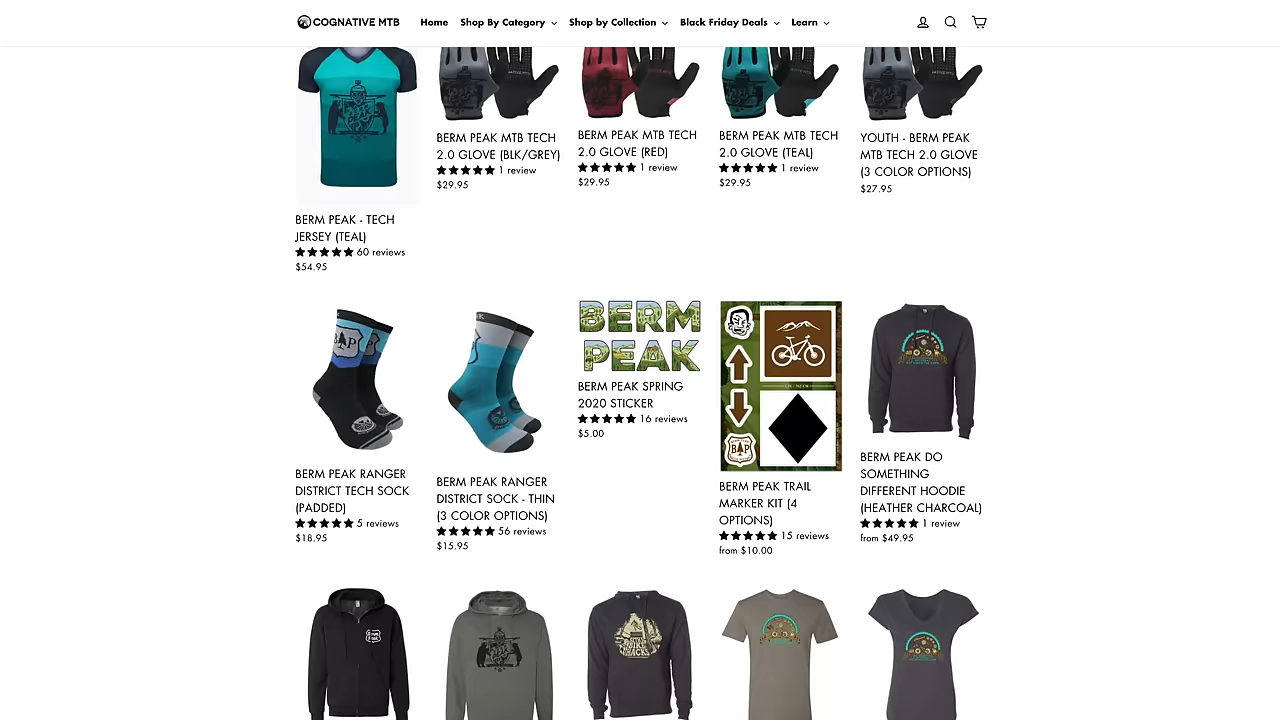 COGNATIVE MTB
Home
Shop By Category
Shop by Collection
Black Friday Deals
Learn
BERM PEAK - TECH
JERSEY (TEAL)
60 reviews
$54.95
BERM PEAK MTB TECH
2.0 GLOVE (BLK/GREY)
1 review
$29.95
BERM PEAK MTB TECH
2.0 GLOVE (RED)
1 review
$29.95
BERM PEAK MTB TECH
2.0 GLOVE (TEAL)
1 review
$29.95
YOUTH - BERM PEAK
MTB TECH 2.0 GLOVE
(3 COLOR OPTIONS)
$27.95
BERM PEAK RANGER
DISTRICT TECH SOCK
(PADDED)
5 reviews
$18.95
BERM PEAK RANGER
DISTRICT SOCK - THIN
(3 COLOR OPTIONS)
56 reviews
$15.95
BERM
PEAK
BERM PEAK SPRING
2020 STICKER
16 reviews
$5.00
BP
BERM PEAK TRAIL
MARKER KIT (4
OPTIONS)
15 reviews
from $10.00
BERM PEAK DO
SOMETHING
DIFFERENT HOODIE
(HEATHER CHARCOAL)
1 review
from $49.95